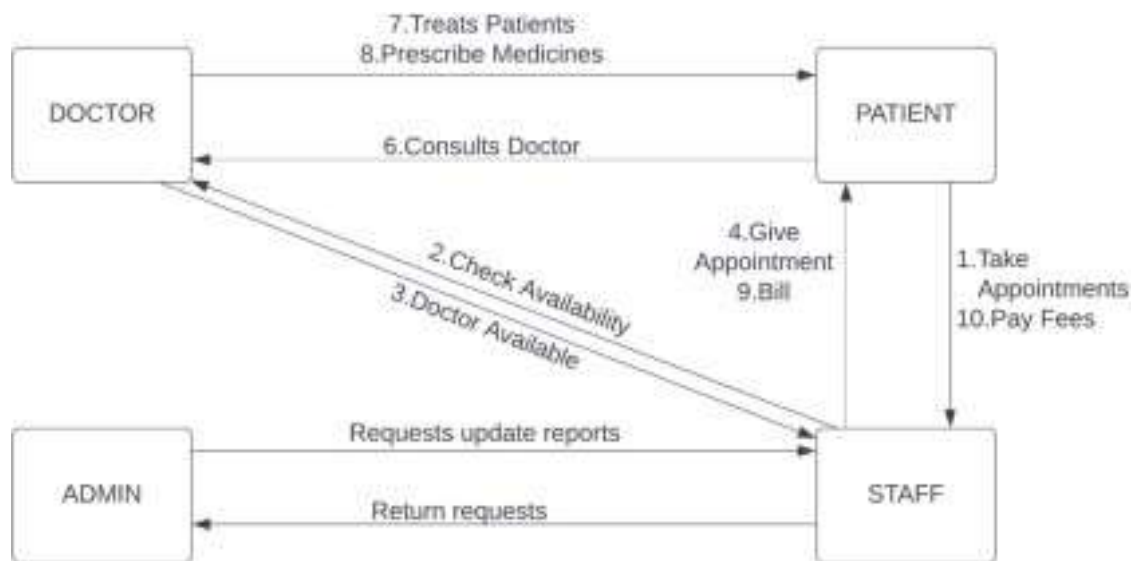 7.Treats Patients
8.Prescribe Medicines
DOCTOR
PATIENT
6.Consults Doctor
4.Give
Appointment
9.Bill
1.Take
Appointments
10.Pay Fees
2.Check Availability
3.Doctor Available
Requests update reports
ADMIN
STAFF
Return requests